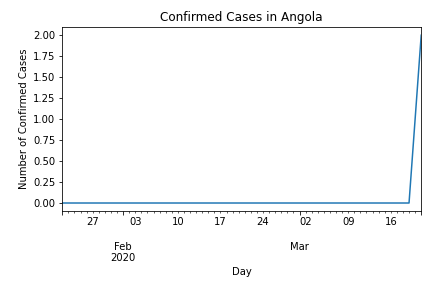 Confirmed Cases in Angola
Number of Confirmed Cases
2.00
1.75
1.50
1.25
1.00
0.75
0.50
0.25
0.00
27 03 10 17 24 02 09 16
Feb Mar
2020
Day